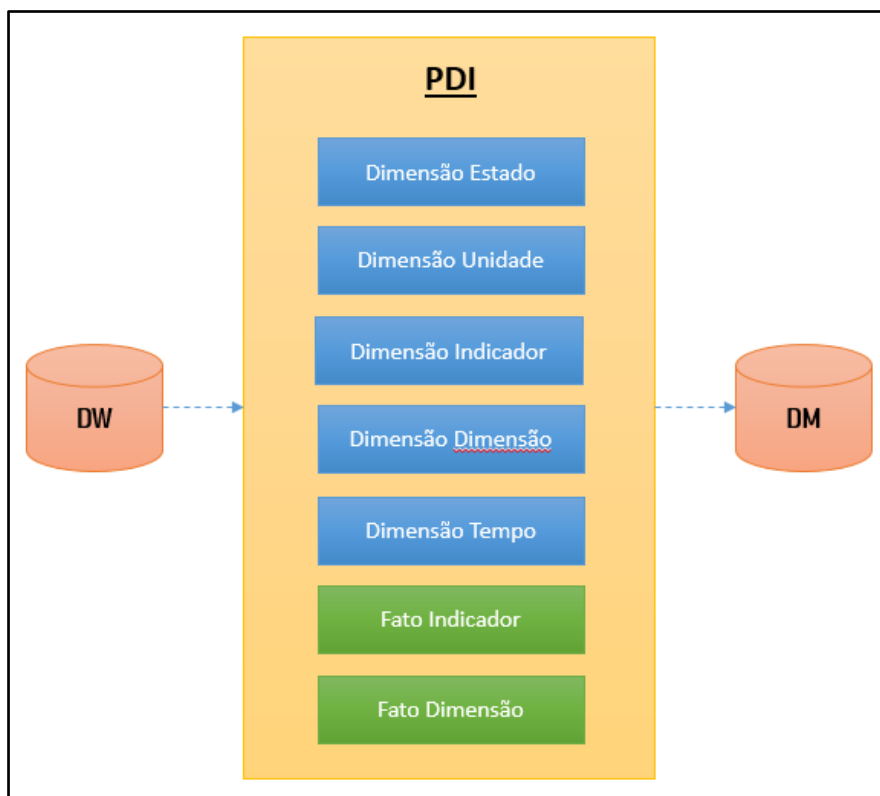 PDI
Dimensão Estado
Dimensão Unidade
Dimensão Indicador
DW
Dimensão Dimensão
DM
Dimensão Tempo
Fato Indicador
Fato Dimensão